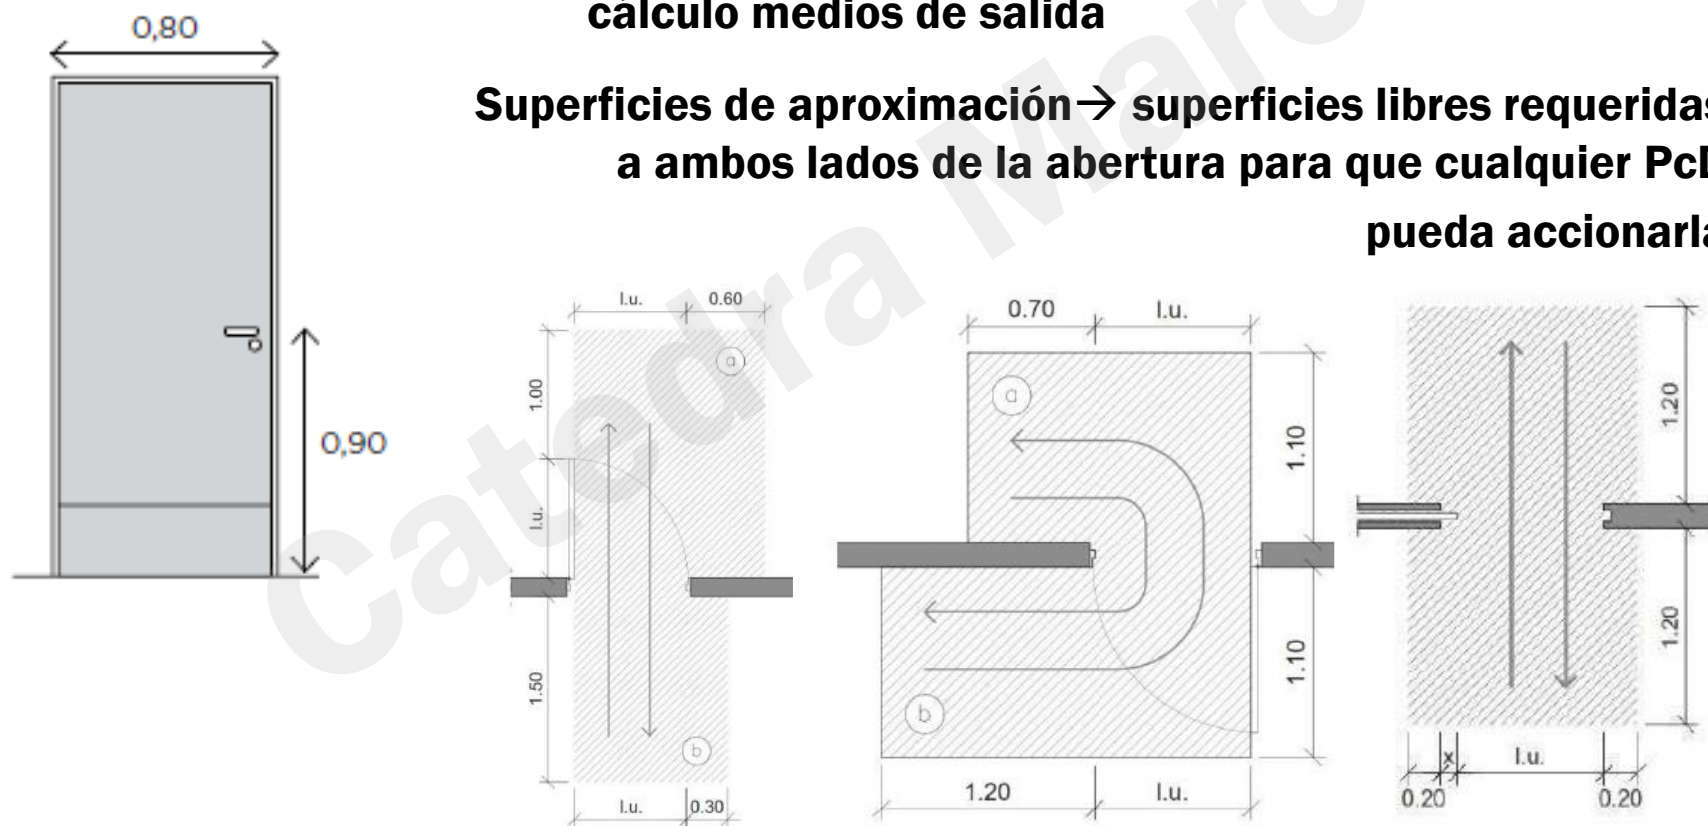 cálculo medios de salida
Superficies de aproximación→ superficies libres requeridas
a ambos lados de la abertura para que cualquier PcD
pueda accionarla
0,80
0,90
l.u.
0.60
a
1.00
l.u.
1.50
b
l.u.
0.30
0.70
l.u.
a
1.10
1.10
b
1.20
l.u.
1.20
1.20
x
l.u.
0.20
0.20
Catedra